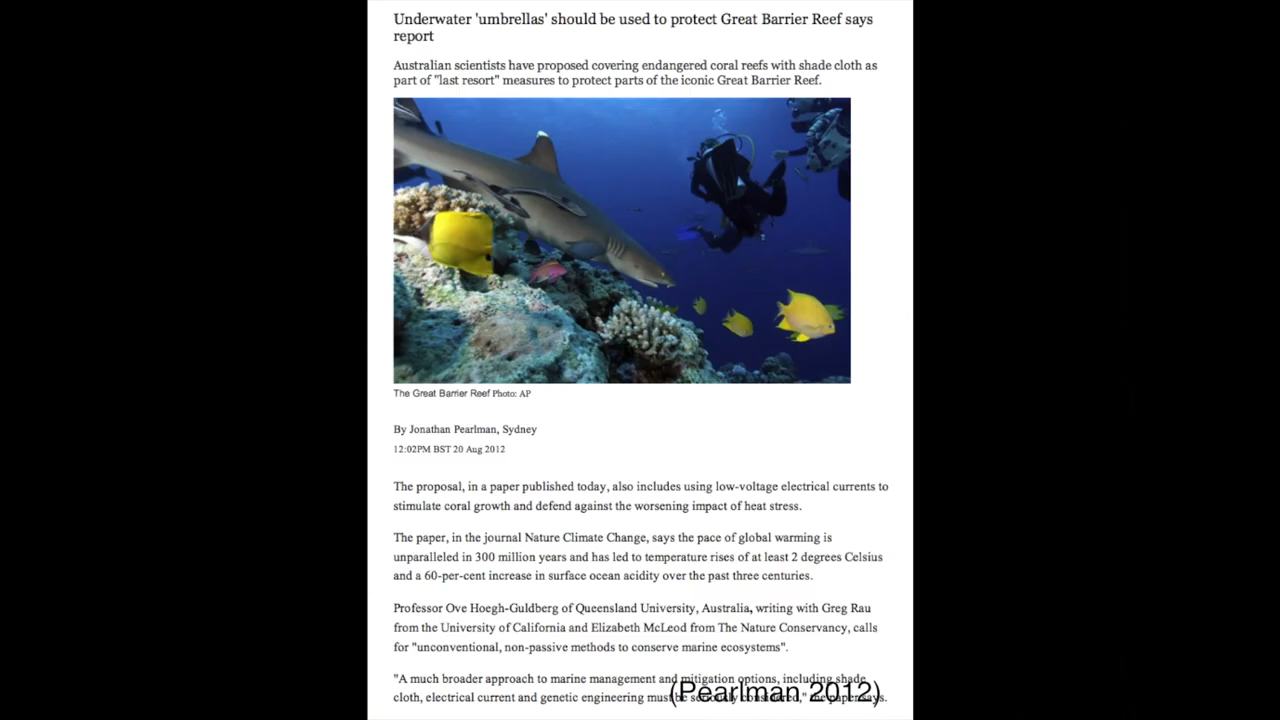 Underwater 'umbrellas' should be used to protect Great Barrier Reef says
report
Australian scientists have proposed covering endangered coral reefs with shade cloth as
part of "last resort" measures to protect parts of the iconic Great Barrier Reef.
The Great Barrier Reef Photo: AP
By Jonathan Pearlman, Sydney
12:02PM BST 20 Aug 2012
The proposal, in a paper published today, also includes using low-voltage electrical currents to
stimulate coral growth and defend against the worsening impact of heat stress.
The paper, in the journal Nature Climate Change, says the pace of global warming is
unparalleled in 300 million years and has led to temperature rises of at least 2 degrees Celsius
and a 60-per-cent increase in surface ocean acidity over the past three centuries.
Professor Ove Hoegh-Guldberg of Queensland University, Australia, writing with Greg Rau
from the University of California and Elizabeth McLeod from The Nature Conservancy, calls
for "unconventional, non-passive methods to conserve marine ecosystems".
"A much broader approach to marine management and mitigation options, including shade
cloth, electrical current and genetic engineering must be seriously considered," the paper says.
(Pearlman 2012)